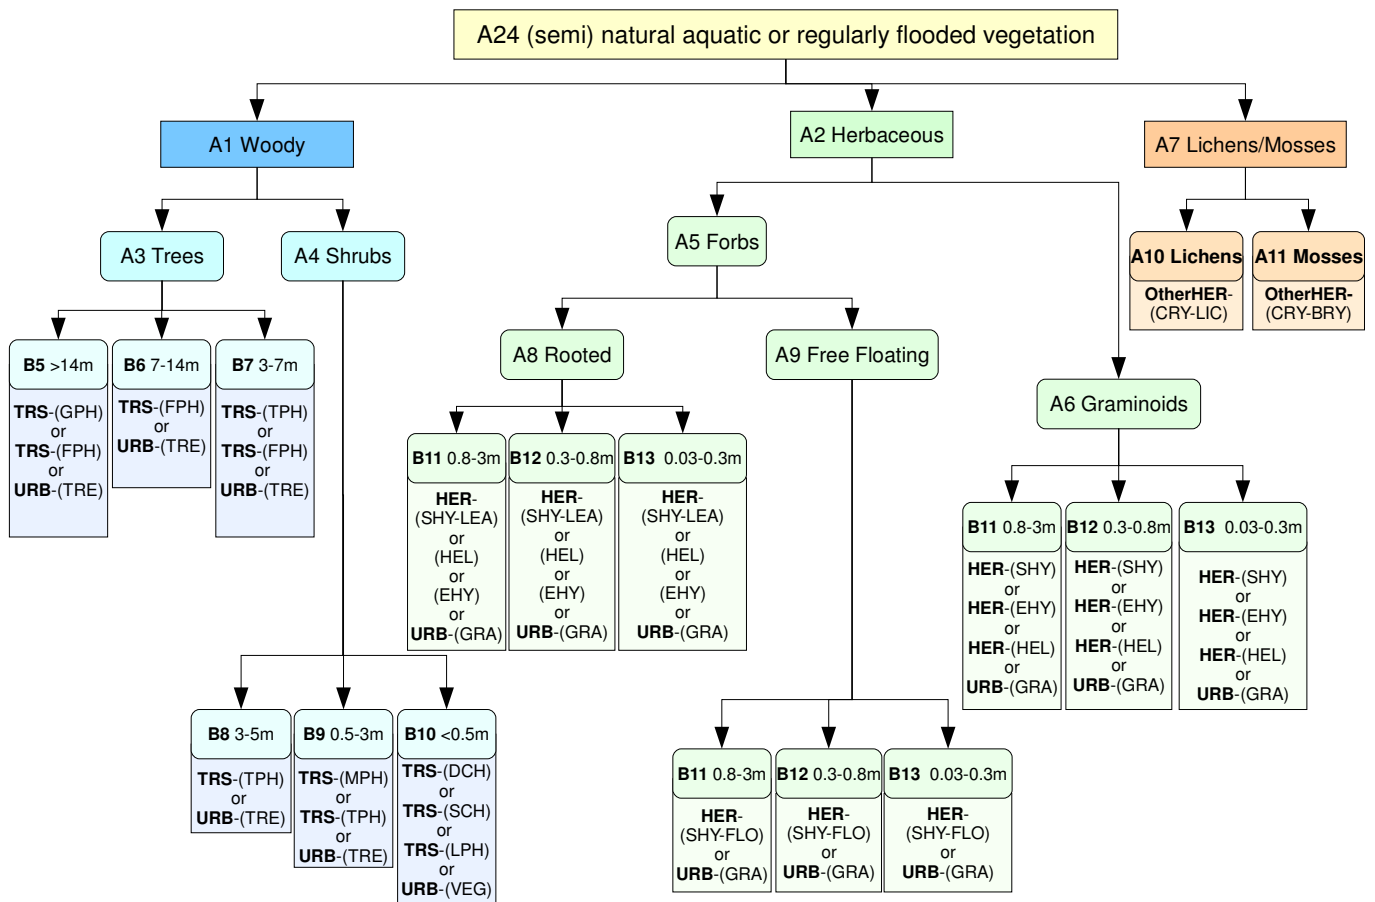 A24 (semi) natural aquatic or regularly flooded vegetation
A1 Woody
A2 Herbaceous
A7 Lichens/Mosses
A3 Trees
A4 Shrubs
A5 Forbs
A10 Lichens
OtherHER-
(CRY-LIC)
A11 Mosses
OtherHER-
(CRY-BRY)
B5 >14m
TRS-(GPH)
or
TRS-(FPH)
or
URB-(TRE)
B6 7-14m
TRS-(FPH)
or
URB-(TRE)
B7 3-7m
TRS-(TPH)
or
TRS-(FPH)
or
URB-(TRE)
A8 Rooted
A9 Free Floating
A6 Graminoids
B11 0.8-3m
HER-
(SHY-LEA)
or
(HEL)
or
(EHY)
or
URB-(GRA)
B12 0.3-0.8m
HER-
(SHY-LEA)
or
(HEL)
or
(EHY)
or
URB-(GRA)
B13 0.03-0.3m
HER-
(SHY-LEA)
or
(HEL)
or
(EHY)
or
URB-(GRA)
B11 0.8-3m
HER-(SHY)
or
HER-(EHY)
or
HER-(HEL)
or
URB-(GRA)
B12 0.3-0.8m
HER-(SHY)
or
HER-(EHY)
or
HER-(HEL)
or
URB-(GRA)
B13 0.03-0.3m
HER-(SHY)
or
HER-(EHY)
or
HER-(HEL)
or
URB-(GRA)
B8 3-5m
TRS-(TPH)
or
URB-(TRE)
B9 0.5-3m
TRS-(MPH)
or
TRS-(TPH)
or
URB-(TRE)
B10 <0.5m
TRS-(DCH)
or
TRS-(SCH)
or
TRS-(LPH)
or
URB-(VEG)
B11 0.8-3m
HER-
(SHY-FLO)
or
URB-(GRA)
B12 0.3-0.8m
HER-
(SHY-FLO)
or
URB-(GRA)
B13 0.03-0.3m
HER-
(SHY-FLO)
or
URB-(GRA)